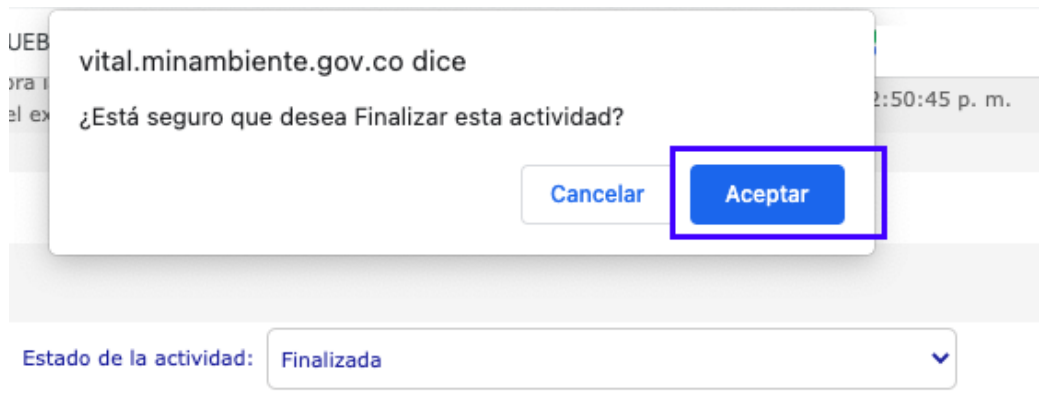 vital.minambiente.gov.co dice
¿Está seguro que desea Finalizar esta actividad?
2:50:45 p. m.
Cancelar
Aceptar
Estado de la actividad:
Finalizada